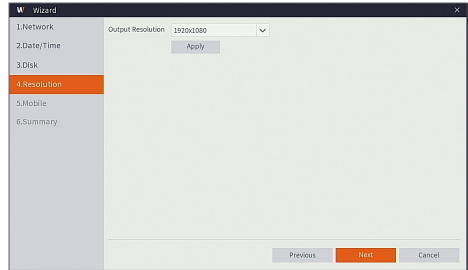 W Wizard ×
1.Network
2.Date/Time
3.Disk
4.Resolution
5.Mobile
6.Summary
Output Resolution 1920x1080
Apply
Previous Next Cancel